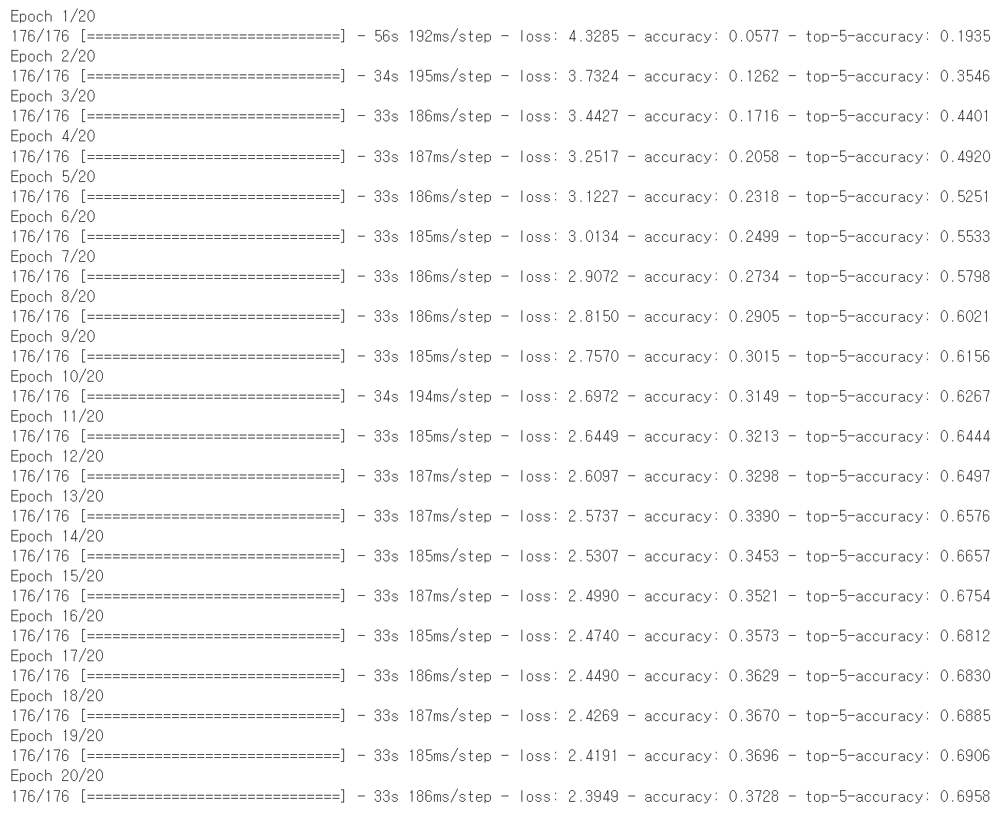 Epoch 1/20
176/176 [==============================] - 56s 192ms/step - loss: 4.3285 - accuracy: 0.0577 - top-5-accuracy: 0.1935
Epoch 2/20
176/176 [==============================] - 34s 195ms/step - loss: 3.7324 - accuracy: 0.1262 - top-5-accuracy: 0.3546
Epoch 3/20
176/176 [==============================] - 33s 186ms/step - loss: 3.4427 - accuracy: 0.1716 - top-5-accuracy: 0.4401
Epoch 4/20
176/176 [==============================] - 33s 187ms/step - loss: 3.2517 - accuracy: 0.2058 - top-5-accuracy: 0.4920
Epoch 5/20
176/176 [==============================] - 33s 186ms/step - loss: 3.1227 - accuracy: 0.2318 - top-5-accuracy: 0.5251
Epoch 6/20
176/176 [==============================] - 33s 185ms/step - loss: 3.0134 - accuracy: 0.2499 - top-5-accuracy: 0.5533
Epoch 7/20
176/176 [==============================] - 33s 186ms/step - loss: 2.9072 - accuracy: 0.2734 - top-5-accuracy: 0.5798
Epoch 8/20
176/176 [==============================] - 33s 186ms/step - loss: 2.8150 - accuracy: 0.2905 - top-5-accuracy: 0.6021
Epoch 9/20
176/176 [==============================] - 33s 185ms/step - loss: 2.7570 - accuracy: 0.3015 - top-5-accuracy: 0.6156
Epoch 10/20
176/176 [==============================] - 34s 194ms/step - loss: 2.6972 - accuracy: 0.3149 - top-5-accuracy: 0.6267
Epoch 11/20
176/176 [==============================] - 33s 185ms/step - loss: 2.6449 - accuracy: 0.3213 - top-5-accuracy: 0.6444
Epoch 12/20
176/176 [==============================] - 33s 187ms/step - loss: 2.6097 - accuracy: 0.3298 - top-5-accuracy: 0.6497
Epoch 13/20
176/176 [==============================] - 33s 187ms/step - loss: 2.5737 - accuracy: 0.3390 - top-5-accuracy: 0.6576
Epoch 14/20
176/176 [==============================] - 33s 185ms/step - loss: 2.5307 - accuracy: 0.3453 - top-5-accuracy: 0.6657
Epoch 15/20
176/176 [==============================] - 33s 187ms/step - loss: 2.4990 - accuracy: 0.3521 - top-5-accuracy: 0.6754
Epoch 16/20
176/176 [==============================] - 33s 185ms/step - loss: 2.4740 - accuracy: 0.3573 - top-5-accuracy: 0.6812
Epoch 17/20
176/176 [==============================] - 33s 186ms/step - loss: 2.4490 - accuracy: 0.3629 - top-5-accuracy: 0.6830
Epoch 18/20
176/176 [==============================] - 33s 187ms/step - loss: 2.4269 - accuracy: 0.3670 - top-5-accuracy: 0.6885
Epoch 19/20
176/176 [==============================] - 33s 185ms/step - loss: 2.4191 - accuracy: 0.3696 - top-5-accuracy: 0.6906
Epoch 20/20
176/176 [==============================] - 33s 186ms/step - loss: 2.3949 - accuracy: 0.3728 - top-5-accuracy: 0.6958